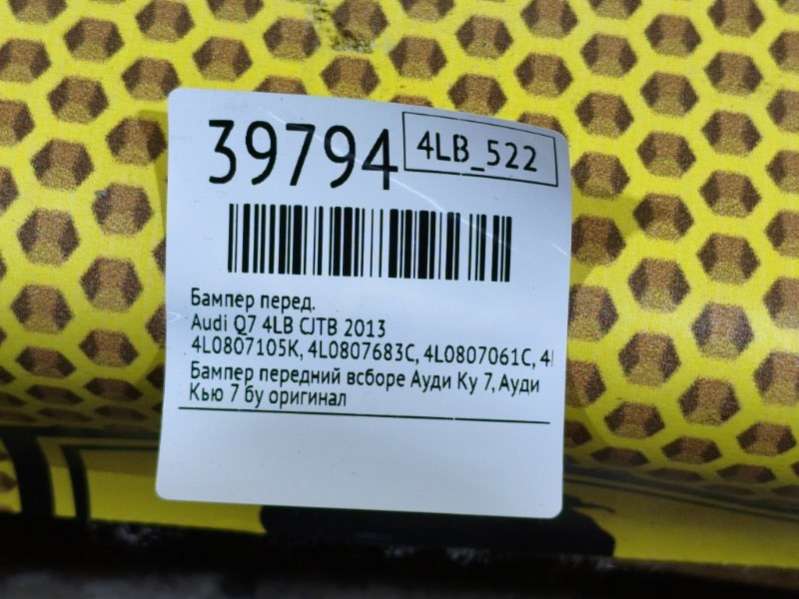 39794
4LB_522
Бампер перед.
Audi Q7 4LB CJTB 2013
4L0807105K, 4L0807683C, 4L0807061C,
Бампер передний всборе Ауди Ку 7, Ауди
Кью 7 бу оригинал